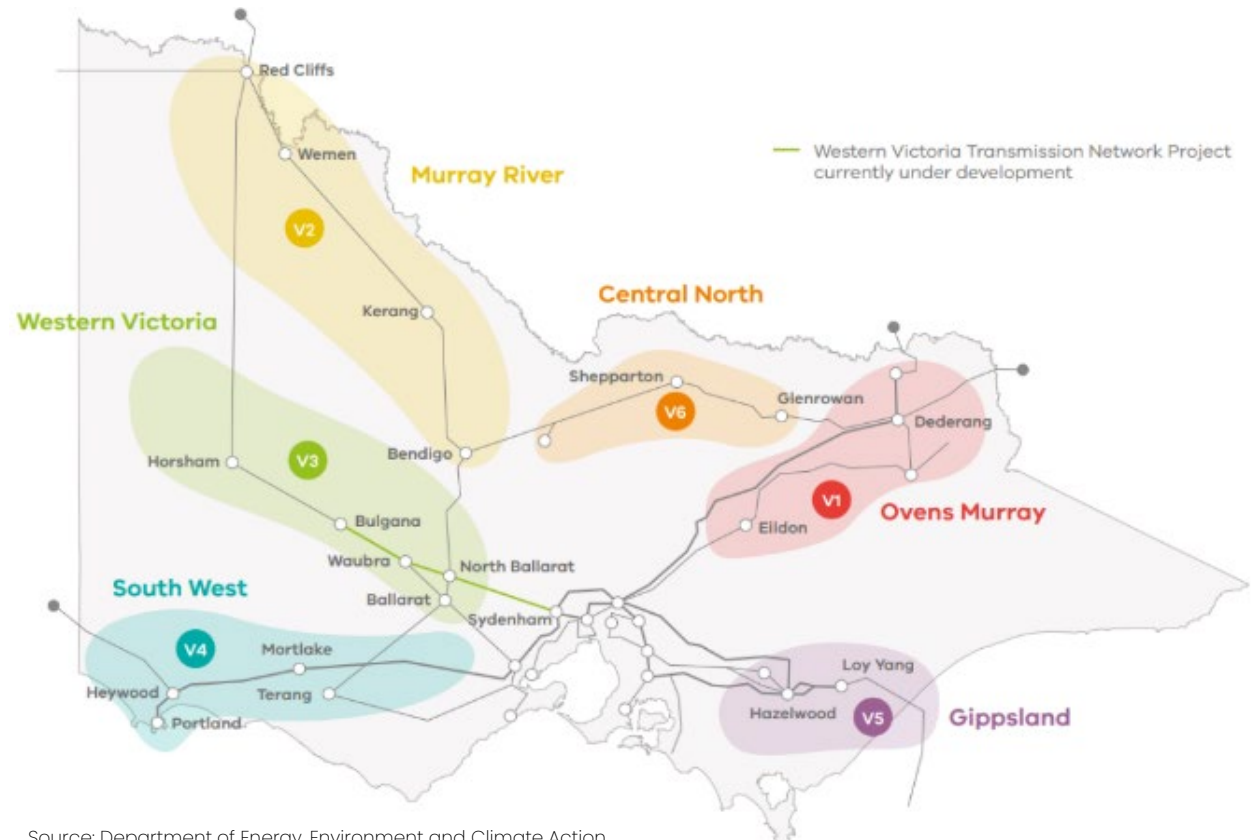 Red Cliffs
Wemen
Murray River
Western Victoria Transmission Network Project
currently under development
V2
Central North
Kerang
Western Victoria
Shepparton
Glenrowan
V6
Dederang
Bendigo
Horsham
V3
V1
Ovens Murray
Bulgana
Eildon
Waubra
North Ballarat
South West
Ballarat
Sydenham
V4
Mortlake
Loy Yang
Heywood
Terang
Hazelwood
V5
Gippsland
Portland
Source: Department of Energy, Environment and Climate Action